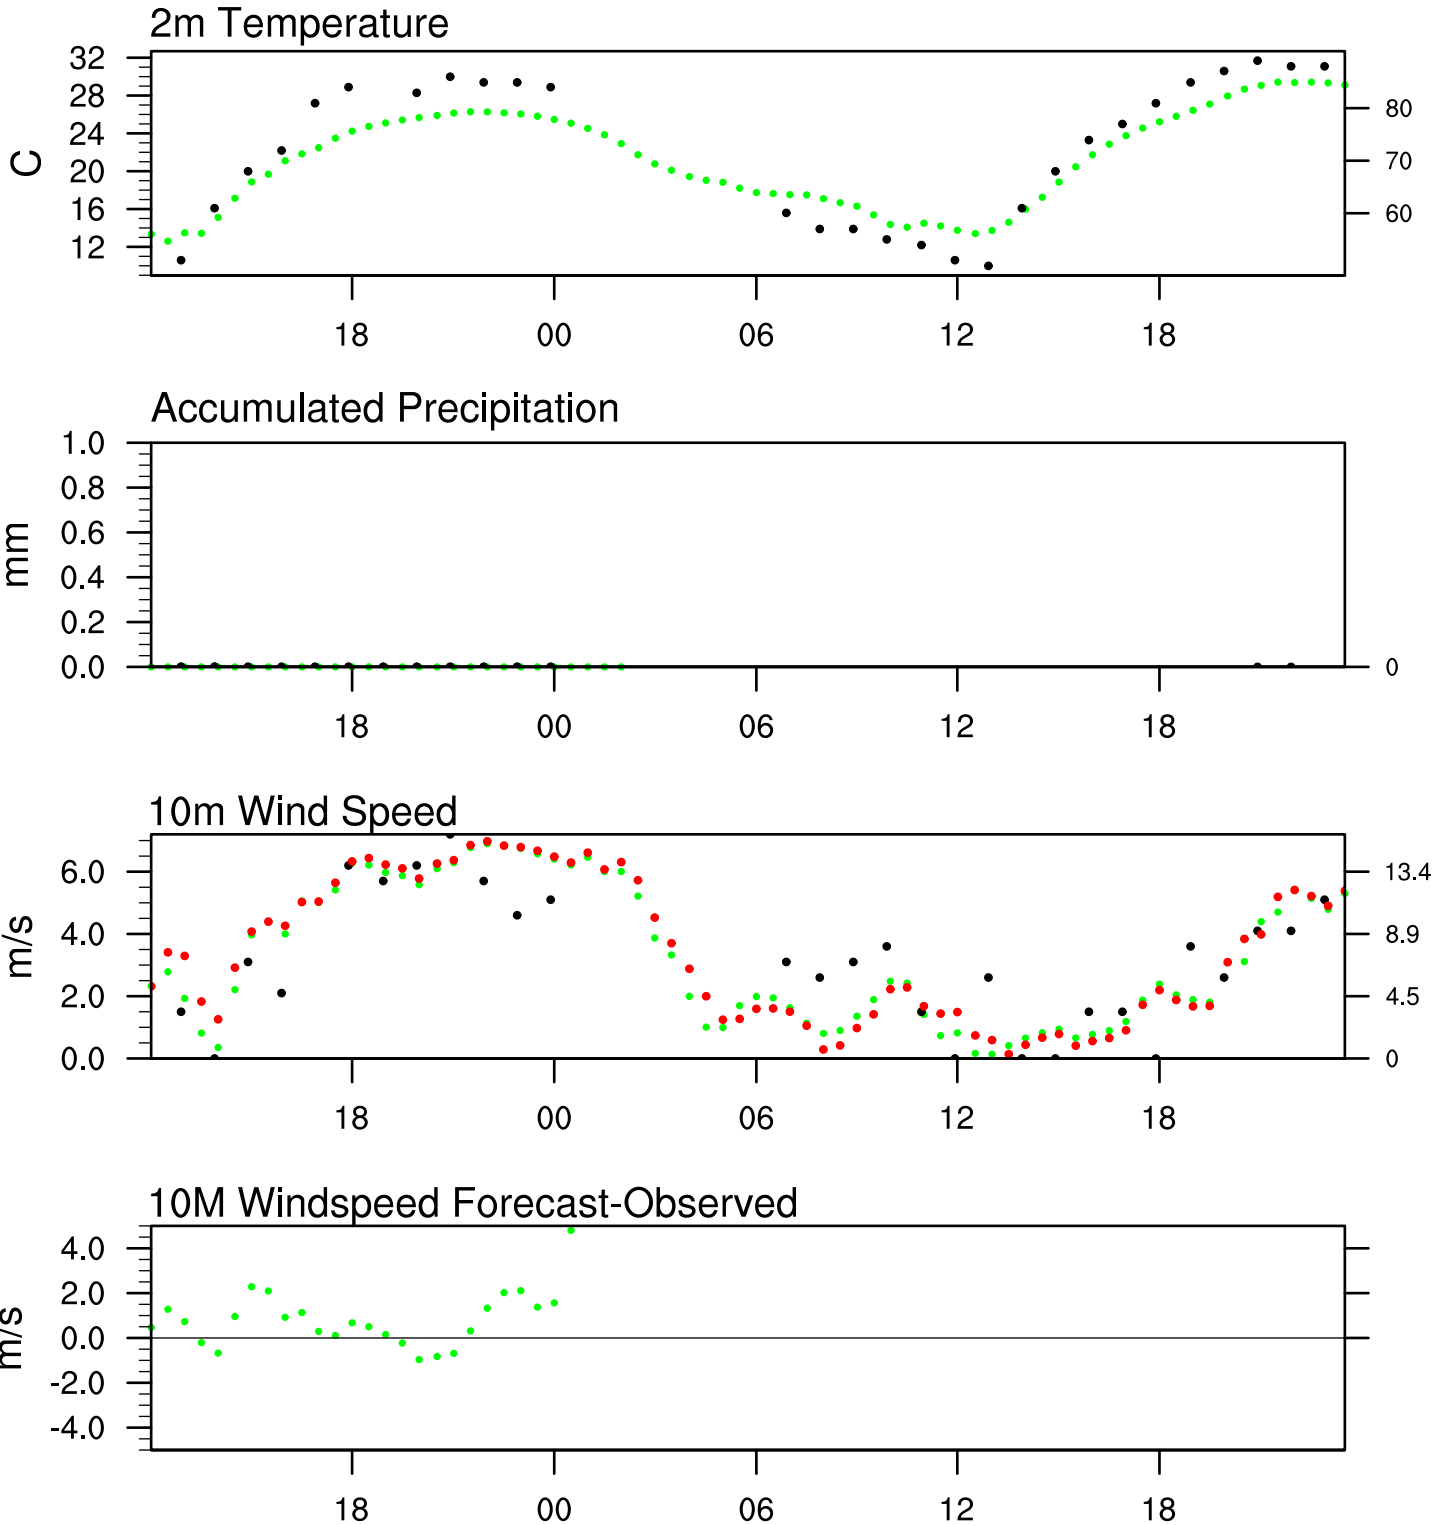 2m Temperature
32
28
24
20
16
12
C
80
70
60
18 00 06 12 18
Accumulated Precipitation
1.0
0.8
0.6
0.4
0.2
0.0
mm
0
18 00 06 12 18
10m Wind Speed
6.0
4.0
2.0
0.0
m/s
13.4
8.9
4.5
0
18 00 06 12 18
10M Windspeed Forecast-Observed
4.0
2.0
0.0
-2.0
-4.0
m/s
18 00 06 12 18